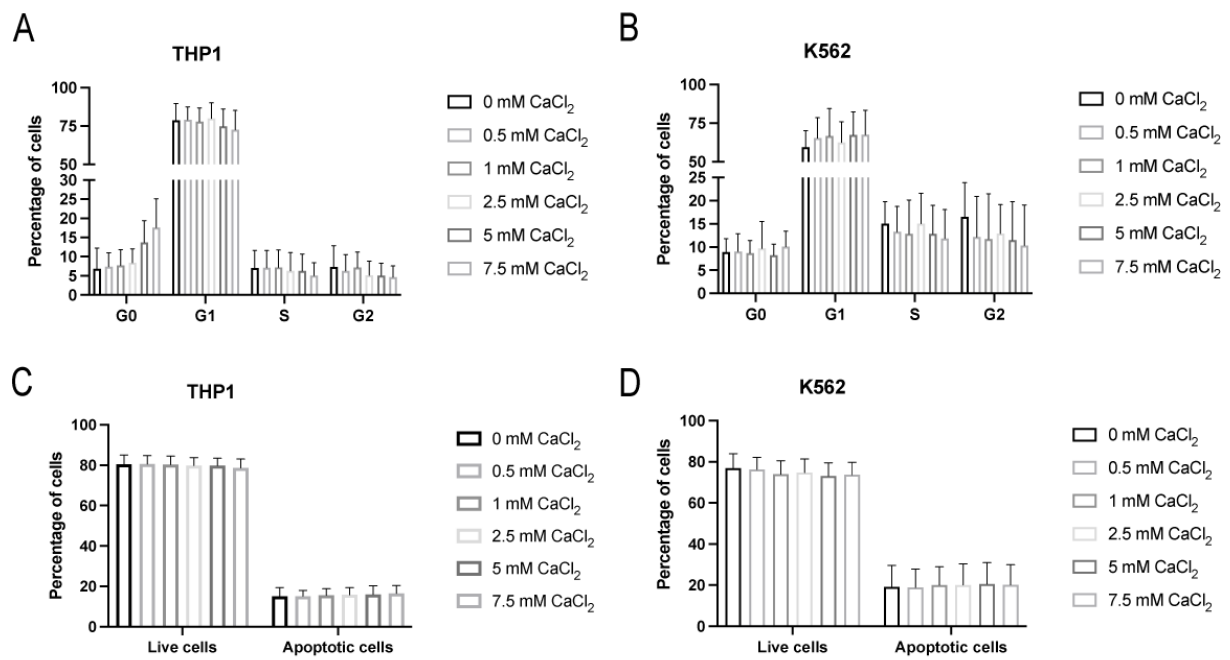 A
THP1
Percentage of cells
100
75
50
30
25
20
15
10
5
0
G0
G1
S
G2
0 mM CaCl₂
0.5 mM CaCl₂
1 mM CaCl₂
2.5 mM CaCl₂
5 mM CaCl₂
7.5 mM CaCl₂
B
K562
Percentage of cells
100
75
50
25
20
15
10
5
0
G0
G1
S
G2
0 mM CaCl₂
0.5 mM CaCl₂
1 mM CaCl₂
2.5 mM CaCl₂
5 mM CaCl₂
7.5 mM CaCl₂
C
THP1
Percentage of cells
100
80
60
40
20
0
Live cells
Apoptotic cells
0 mM CaCl₂
0.5 mM CaCl₂
1 mM CaCl₂
2.5 mM CaCl₂
5 mM CaCl₂
7.5 mM CaCl₂
D
K562
Percentage of cells
100
80
60
40
20
0
Live cells
Apoptotic cells
0 mM CaCl₂
0.5 mM CaCl₂
1 mM CaCl₂
2.5 mM CaCl₂
5 mM CaCl₂
7.5 mM CaCl₂